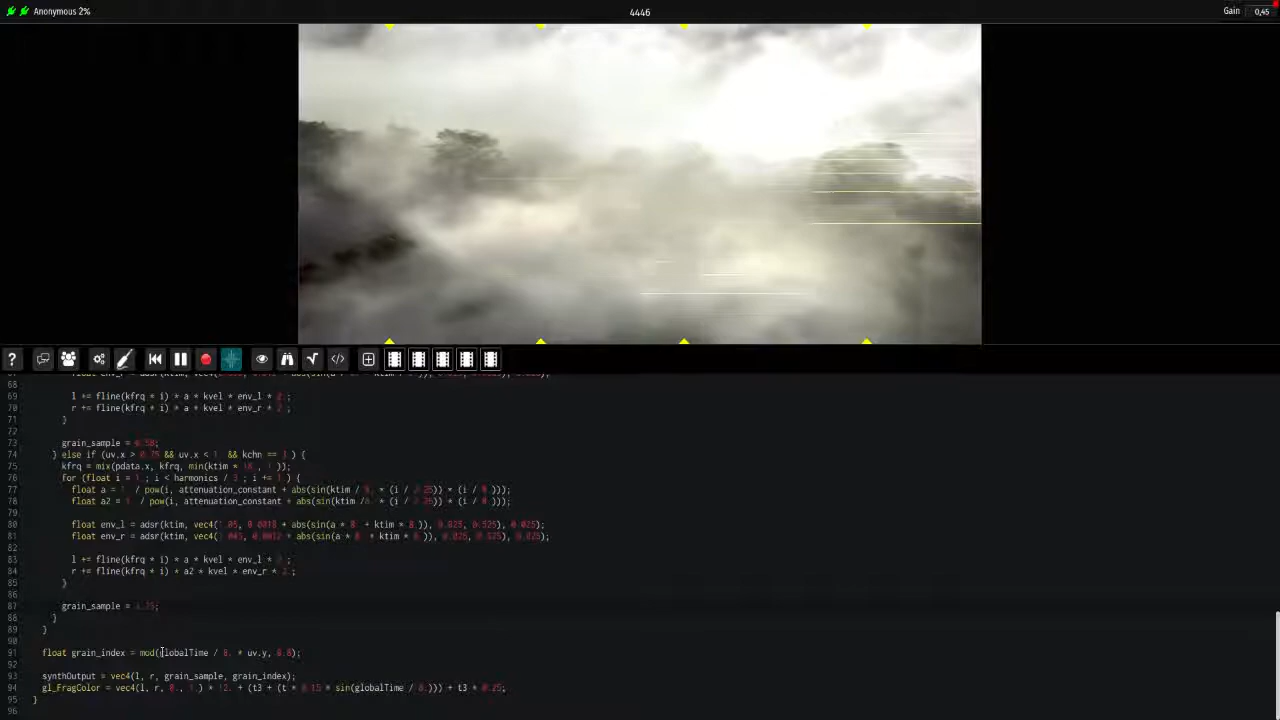 Anonymous 2%
4446
Gain 0,45
68
69 l += fline(kfrq * i) * a * kvel * env_l * 2.;
70 r += fline(kfrq * i) * a * kvel * env_r * 2.;
71 }
72
73 grain_sample = 0.58;
74 } else if (uv.x > 0.75 && uv.x < 1. && kchn == 3.) {
75 kfrq = mix(pdata.x, kfrq, min(ktim * 18., 1.));
76 for (float i = 1.; i < harmonics / 3.; i += 1.) {
77 float a = 1. / pow(i, attenuation_constant + abs(sin(ktim / 8. * (i / 2.25)) * (i / 8.)));
78 float a2 = 1. / pow(i, attenuation_constant + abs(sin(ktim /8. * (i / 2.25)) * (i / 8.)));
79
80 float env_l = adsr(ktim, vec4(1.05, 0.0018 + abs(sin(a * 8. + ktim * 8.)), 0.025, 0.525), 0.025);
81 float env_r = adsr(ktim, vec4(1.045, 0.0012 + abs(sin(a * 8. + ktim * 8.)), 0.025, 0.525), 0.025);
82
83 l += fline(kfrq * i) * a * kvel * env_l * 2.;
84 r += fline(kfrq * i) * a2 * kvel * env_r * 2.;
85 }
86
87 grain_sample = 3.75;
88 }
89 }
90
91 float grain_index = mod(globalTime / 8. * uv.y, 0.8);
92
93 synthOutput = vec4(l, r, grain_sample, grain_index);
94 gl_FragColor = vec4(l, r, 0., 1.) * 12. + (t3 + (t * 0.15 * sin(globalTime / 8.))) + t3 * 0.25;
95 }
96